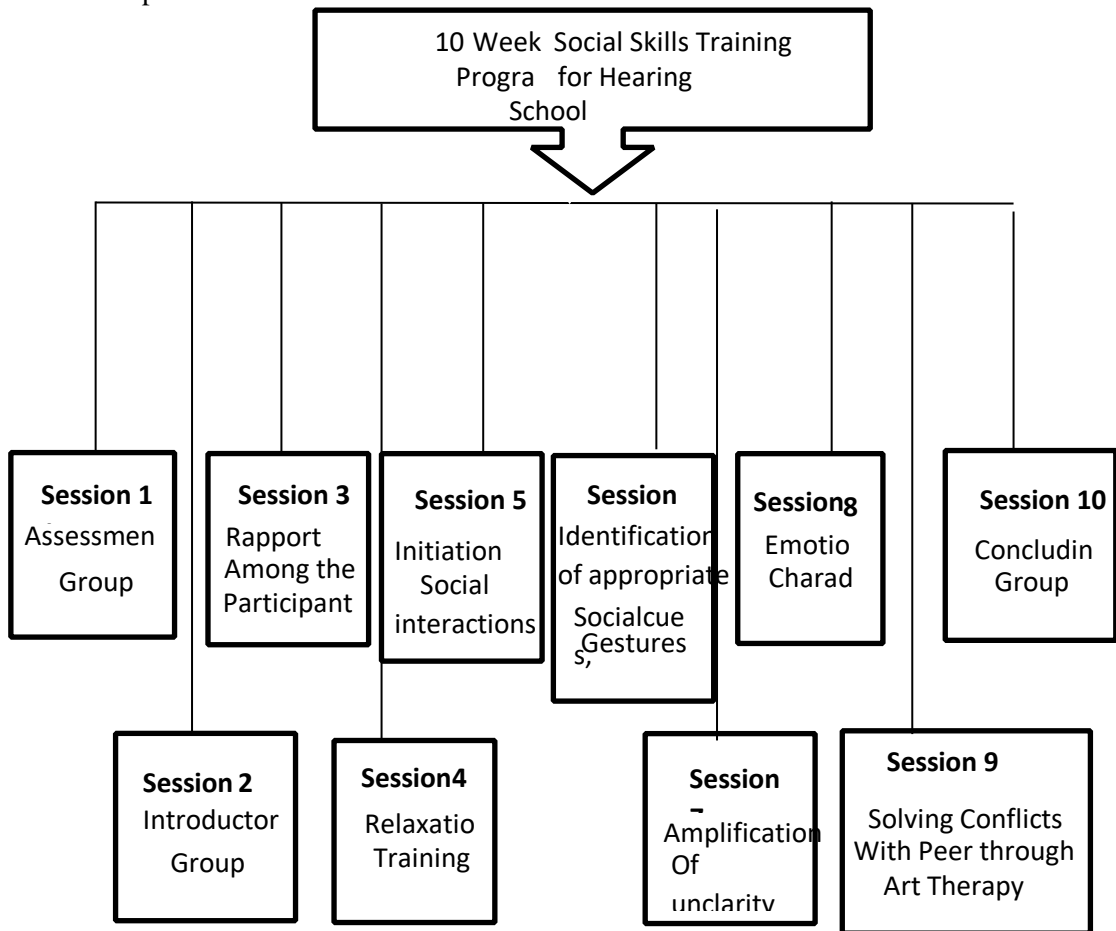 10 Week Social Skills Training
Progra for Hearing
School
Session 1
Assessmen
Group
Session 3
Rapport
Among the
Participant
Session 5
Initiation
Social
interactions
Session
Identification
of appropriate
Socialcue
s, Gestures
Session8
Emotio
Charad
Session 10
Concludin
Group
Session 2
Introductor
Group
Session4
Relaxatio
Training
Session
Amplification
Of
unclarity
Session 9
Solving Conflicts
With Peer through
Art Therapy